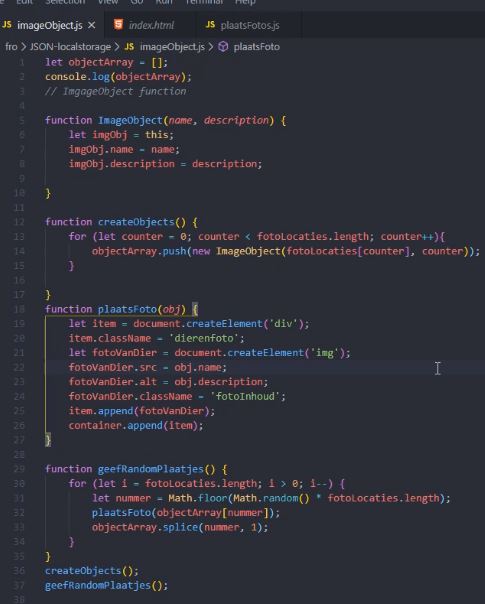 Selection View Go Run Terminal Help
JS imageObject.js × index.html JS plaatsFotos.js
fro > JSON-localstorage > JS imageObject.js > plaatsFoto
1 let objectArray = [];
2 console.log(objectArray);
3 // ImgageObject function
4
5 function ImageObject(name, description) {
6 let imgObj = this;
7 imgObj.name = name;
8 imgObj.description = description;
9
10 }
11
12 function createObjects() {
13 for (let counter = 0; counter < fotoLocaties.length; counter++){
14 objectArray.push(new ImageObject(fotoLocaties[counter], counter));
15 }
16
17 }
18 function plaatsFoto(obj) {
19 let item = document.createElement('div');
20 item.className = 'dierenfoto';
21 let fotoVanDier = document.createElement('img');
22 fotoVanDier.src = obj.name;
23 fotoVanDier.alt = obj.description;
24 fotoVanDier.className = 'fotoInhoud';
25 item.append(fotoVanDier);
26 container.append(item);
27 }
28
29 function geefRandomPlaatjes() {
30 for (let i = fotoLocaties.length; i > 0; i--) {
31 let nummer = Math.floor(Math.random() * fotoLocaties.length);
32 plaatsFoto(objectArray[nummer]);
33 objectArray.splice(nummer, 1);
34 }
35 }
36 createObjects();
37 geefRandomPlaatjes();
38